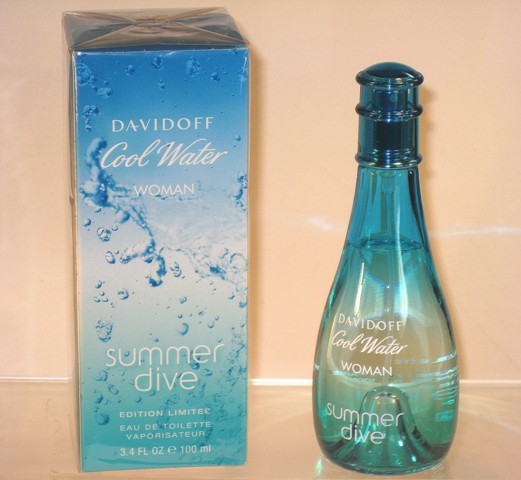 DAVIDOFF
Cool Water
WOMAN
summer
dive
EDITION LIMITÉE
EAU DE TOILETTE
VAPORISATEUR
3.4 FL OZ ℮ 100 ml
DAVIDOFF
Cool Water
WOMAN
summer
dive